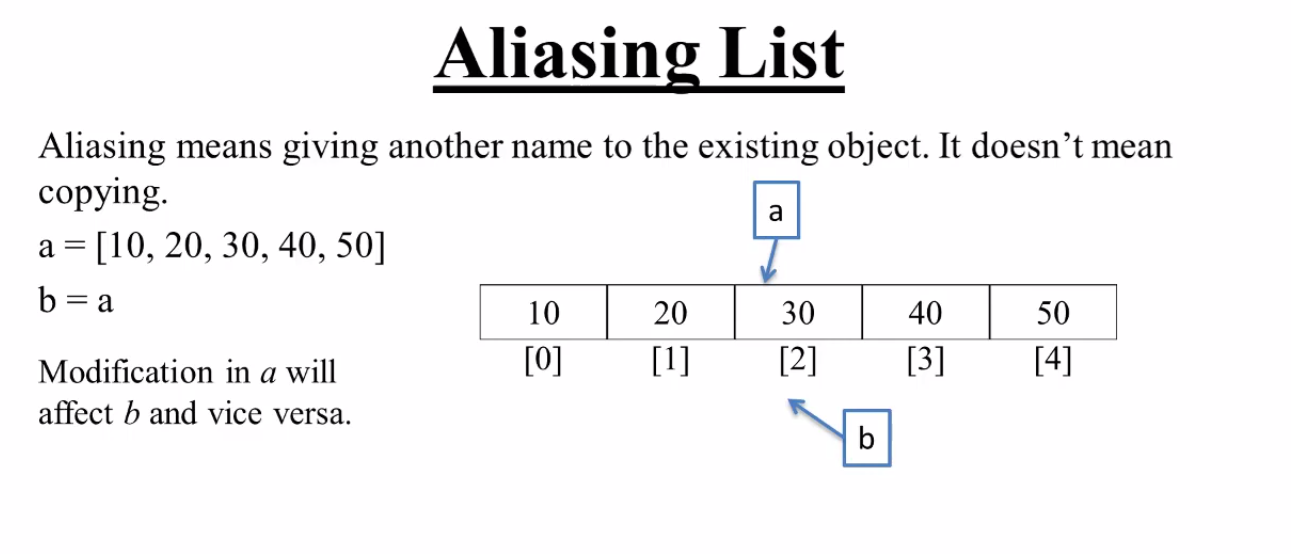 Aliasing List
Aliasing means giving another name to the existing object. It doesn’t mean
copying.
a = [10, 20, 30, 40, 50]
b = a
Modification in a will
affect b and vice versa.
a
10 20 30 40 50
[0] [1] [2] [3] [4]
b